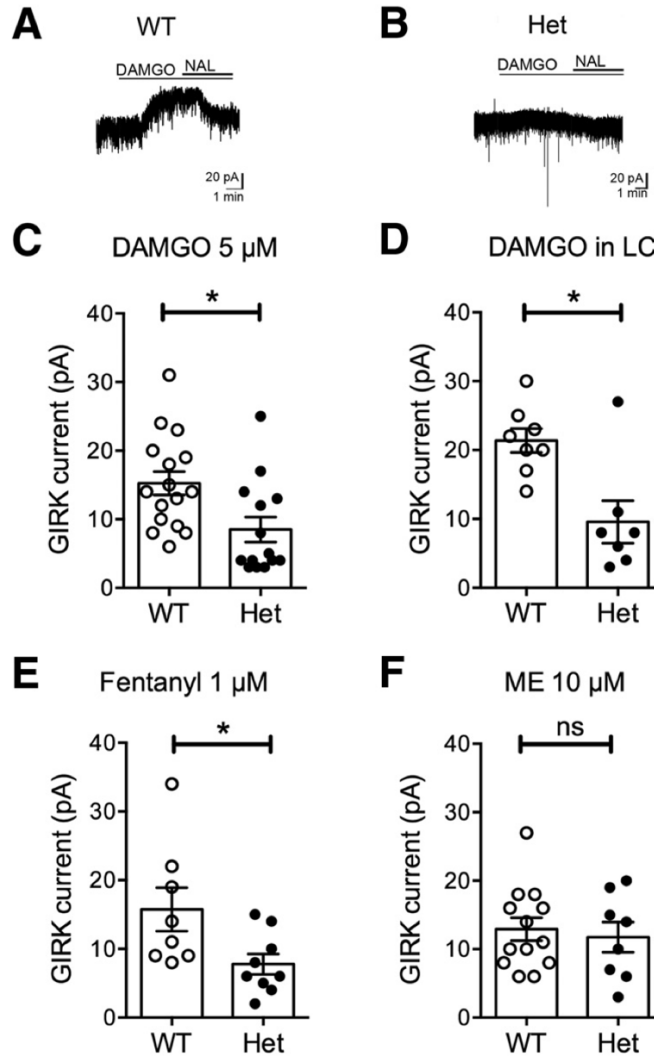 A
WT
DAMGO NAL
20 pA
1 min
B
Het
DAMGO NAL
20 pA
1 min
C
DAMGO 5 µM
*
GIRK current (pA)
40
30
20
10
0
WT Het
D
DAMGO in LC
*
GIRK current (pA)
40
30
20
10
0
WT Het
E
Fentanyl 1 µM
*
GIRK current (pA)
40
30
20
10
0
WT Het
F
ME 10 µM
ns
GIRK current (pA)
40
30
20
10
0
WT Het